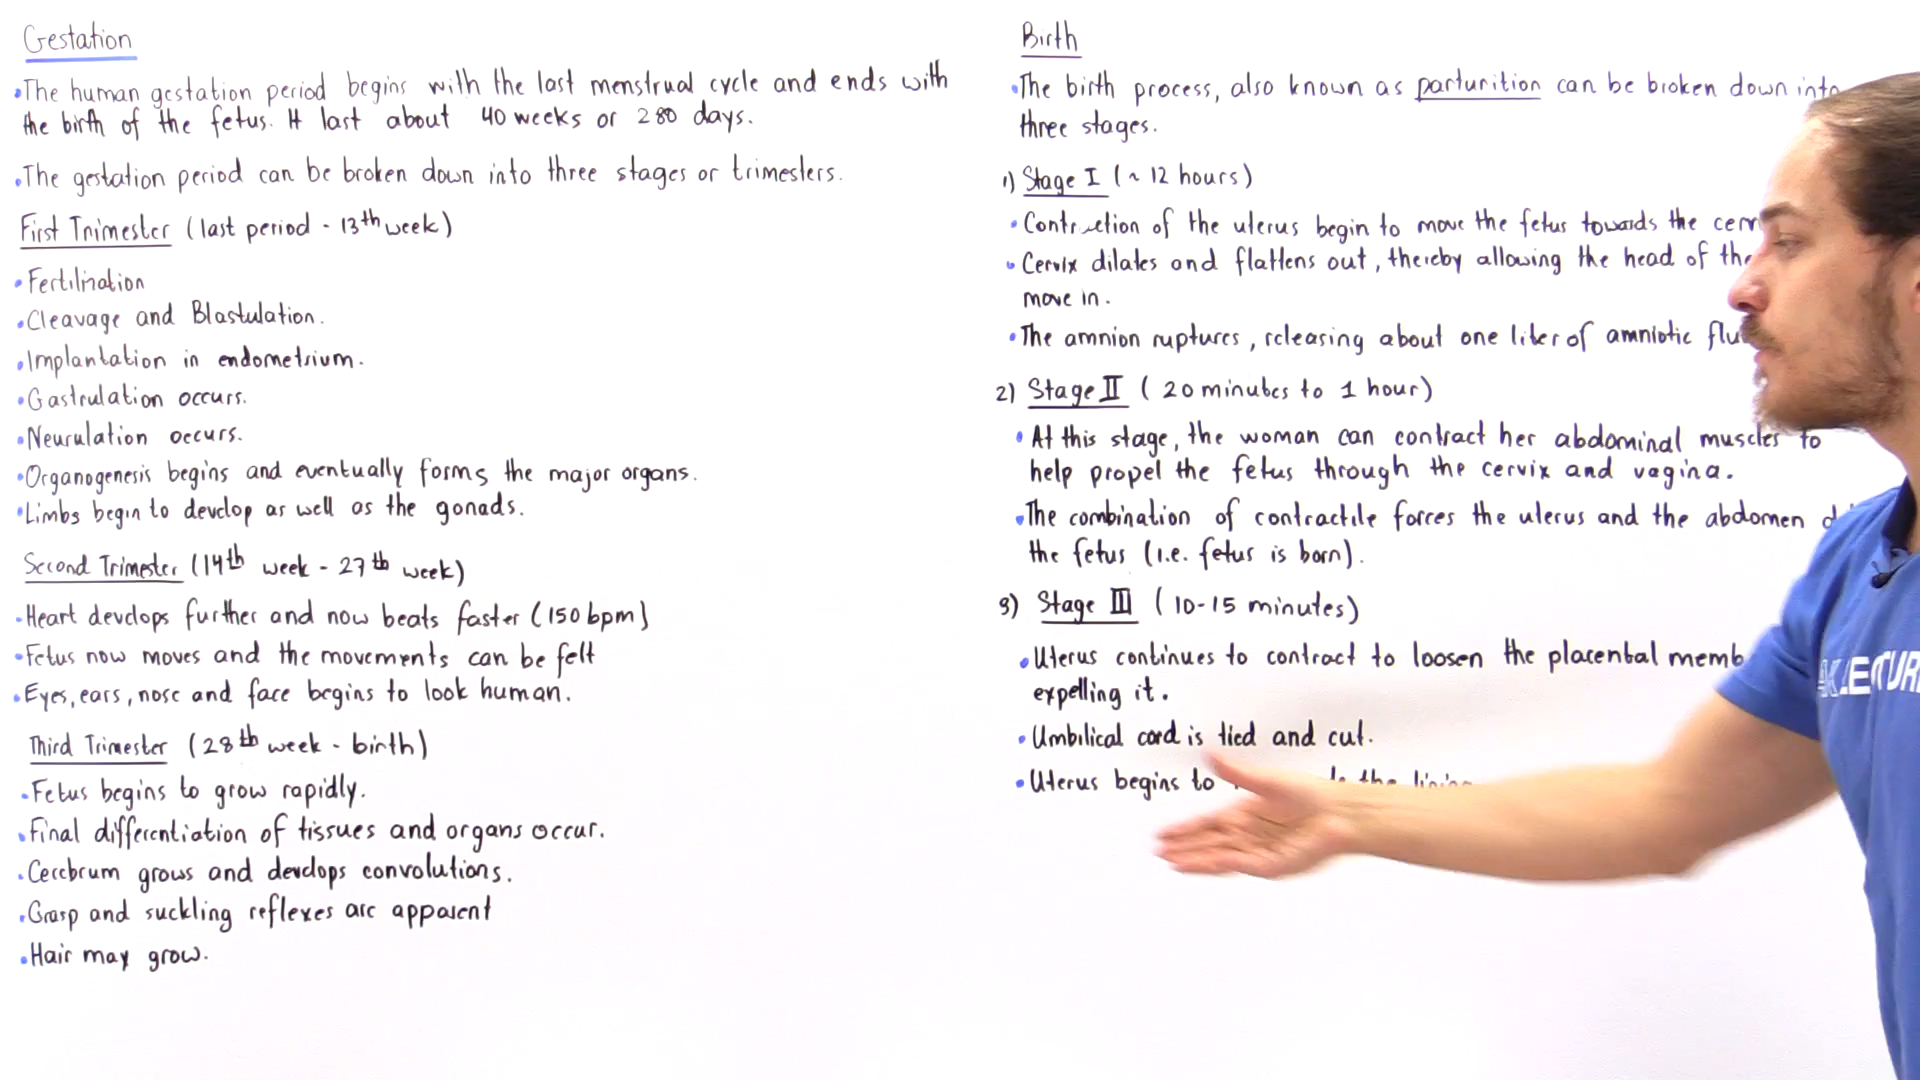 Gestation
•The human gestation period begins with the last menstrual cycle and ends with
the birth of the fetus. It last about 40 weeks or 280 days.
•The gestation period can be broken down into three stages or trimesters.
First Trimester (last period - 13th week)
•Fertilization
•Cleavage and Blastulation.
•Implantation in endometrium.
•Gastrulation occurs.
•Neurulation occurs.
•Organogenesis begins and eventually forms the major organs.
•Limbs begin to develop as well as the gonads.
Second Trimester (14th week - 27th week)
•Heart develops further and now beats faster (150 bpm)
•Fetus now moves and the movements can be felt
•Eyes, ears, nose and face begins to look human.
Third Trimester (28th week - birth)
•Fetus begins to grow rapidly.
•Final differentiation of tissues and organs occur.
•Cerebrum grows and develops convolutions.
•Grasp and suckling reflexes are apparent
•Hair may grow.
Birth
•The birth process, also known as parturition can be broken down into
three stages.
1) Stage I (~ 12 hours)
•Contraction of the uterus begin to move the fetus towards the
•Cervix dilates and flattens out, thereby allowing the head of the
move in.
•The amnion ruptures, releasing about one liter of amniotic
2) Stage II (20 minutes to 1 hour)
•At this stage, the woman can contract her abdominal muscles to
help propel the fetus through the cervix and vagina.
•The combination of contractile forces the uterus and the abdomen
the fetus (i.e. fetus is born).
3) Stage III (10-15 minutes)
•Uterus continues to contract to loosen the placental
expelling it.
•Umbilical cord is tied and cut.
•Uterus begins to the